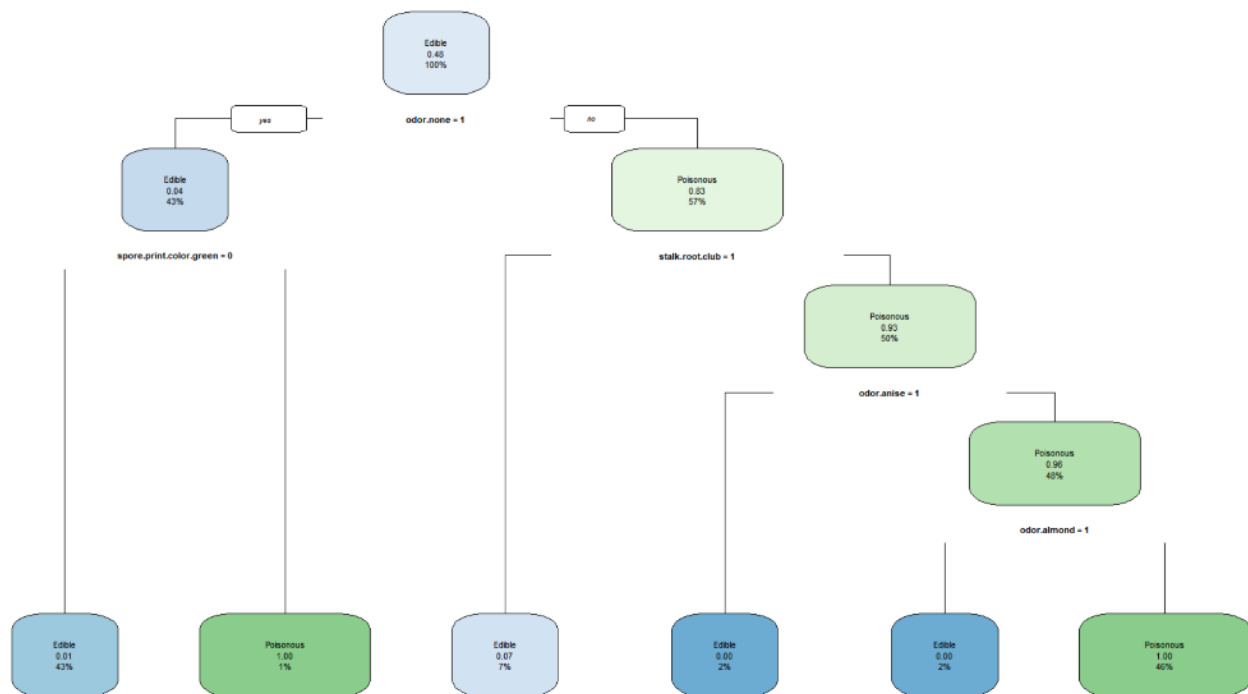 Edible
0.48
100%
yes
odor.none = 1
no
Edible
0.04
43%
Poisonous
0.83
57%
spore.print.color.green = 0
stalk.root.club = 1
Poisonous
0.93
50%
odor.anise = 1
Poisonous
0.96
48%
odor.almond = 1
Edible
0.01
43%
Poisonous
1.00
1%
Edible
0.07
7%
Edible
0.00
2%
Edible
0.00
2%
Poisonous
1.00
46%